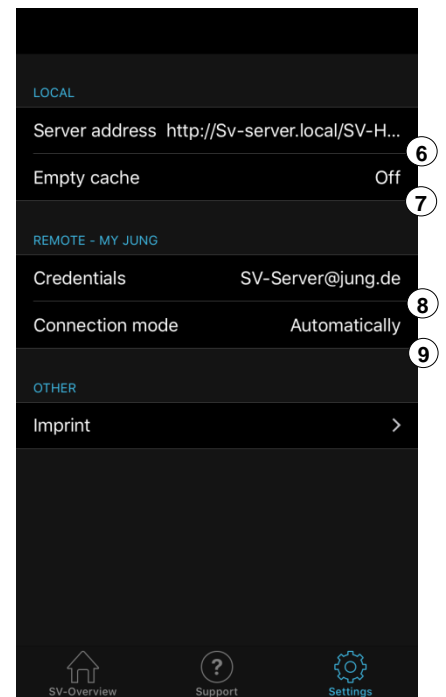 LOCAL
Server address http://Sv-server.local/SV-H...
6
Empty cache Off
7
REMOTE - MY JUNG
Credentials SV-Server@jung.de
8
Connection mode Automatically
9
OTHER
Imprint >
?
SV-Overview Support Settings